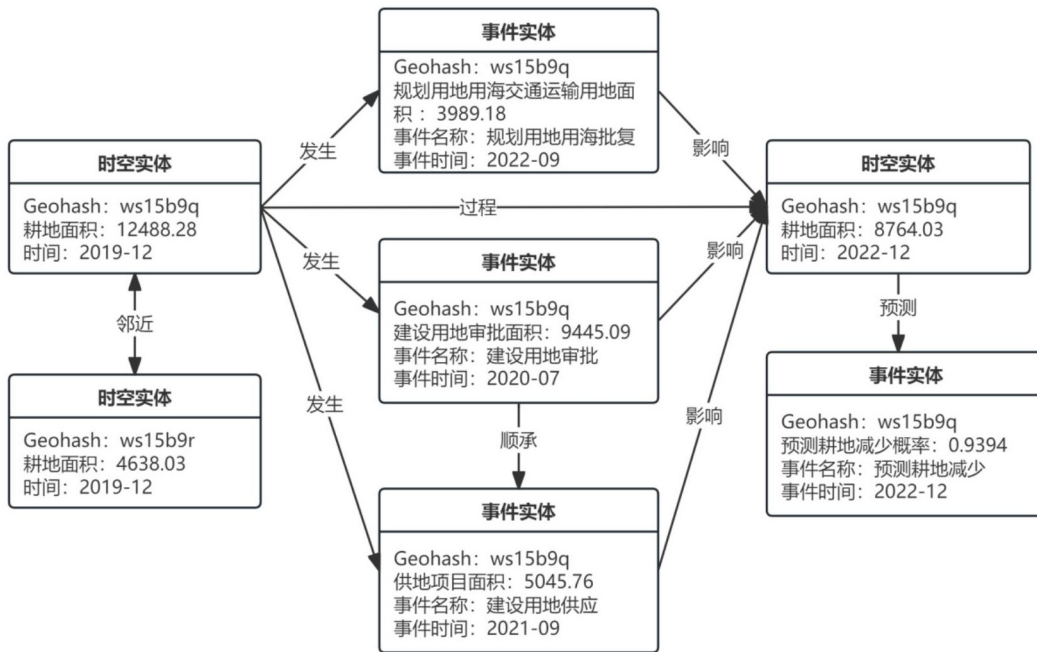 事件实体
Geohash：ws15b9q
规划用地用海交通运输用地面
积 ：3989.18
事件名称：规划用地用海批复
事件时间：2022-09
发生
影响
时空实体
Geohash：ws15b9q
耕地面积：12488.28
时间：2019-12
过程
时空实体
Geohash：ws15b9q
耕地面积：8764.03
时间：2022-12
发生
影响
事件实体
Geohash：ws15b9q
建设用地审批面积：9445.09
事件名称：建设用地审批
事件时间：2020-07
邻近
预测
时空实体
Geohash：ws15b9r
耕地面积：4638.03
时间：2019-12
发生
顺承
影响
事件实体
Geohash：ws15b9q
预测耕地减少概率：0.9394
事件名称：预测耕地减少
事件时间：2022-12
事件实体
Geohash：ws15b9q
供地项目面积：5045.76
事件名称：建设用地供应
事件时间：2021-09